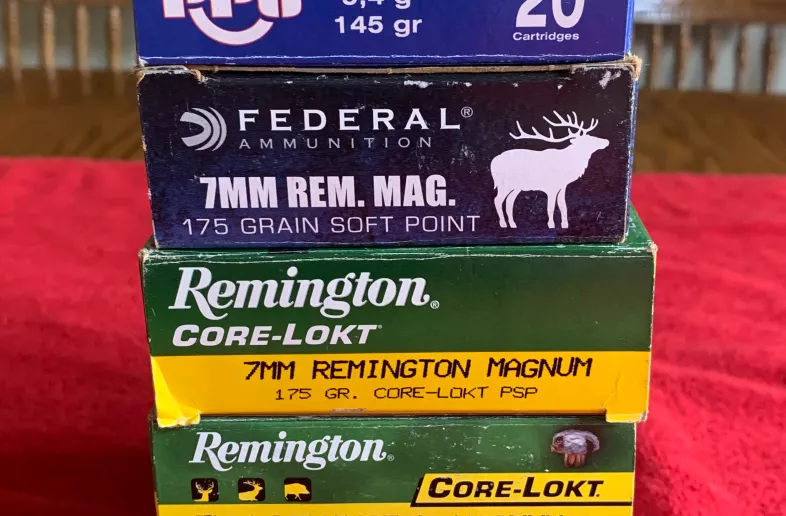 PPU
145 gr
20
Cartridges
FEDERAL®
AMMUNITION
7MM REM. MAG.
175 GRAIN SOFT POINT
Remington®
CORE-LOKT®
7MM REMINGTON MAGNUM
175 GR. CORE-LOKT PSP
Remington®
CORE-LOKT